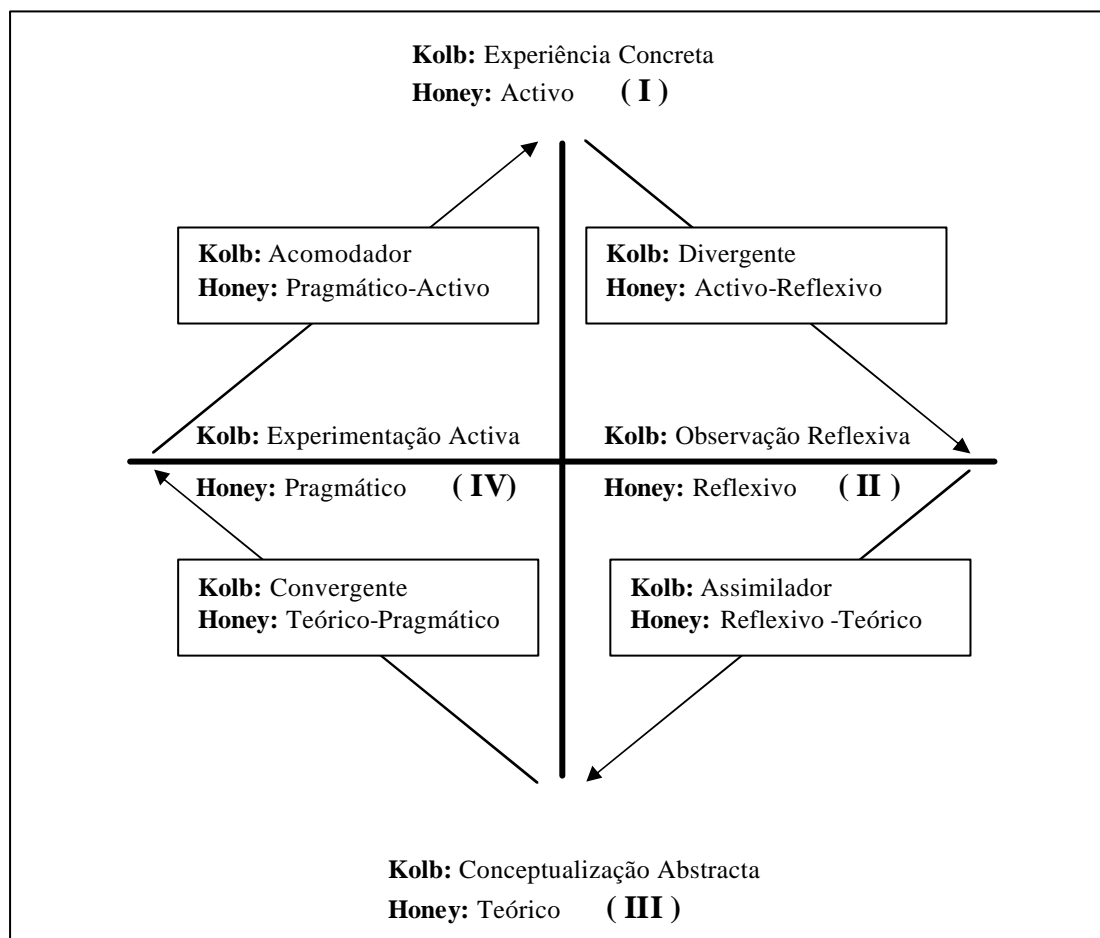 Kolb: Experiência Concreta
Honey: Activo ( I )
Kolb: Acomodador
Honey: Pragmático-Activo
Kolb: Divergente
Honey: Activo-Reflexivo
Kolb: Experimentação Activa
Honey: Pragmático ( IV)
Kolb: Observação Reflexiva
Honey: Reflexivo ( II )
Kolb: Convergente
Honey: Teórico-Pragmático
Kolb: Assimilador
Honey: Reflexivo -Teórico
Kolb: Conceptualização Abstracta
Honey: Teórico ( III )